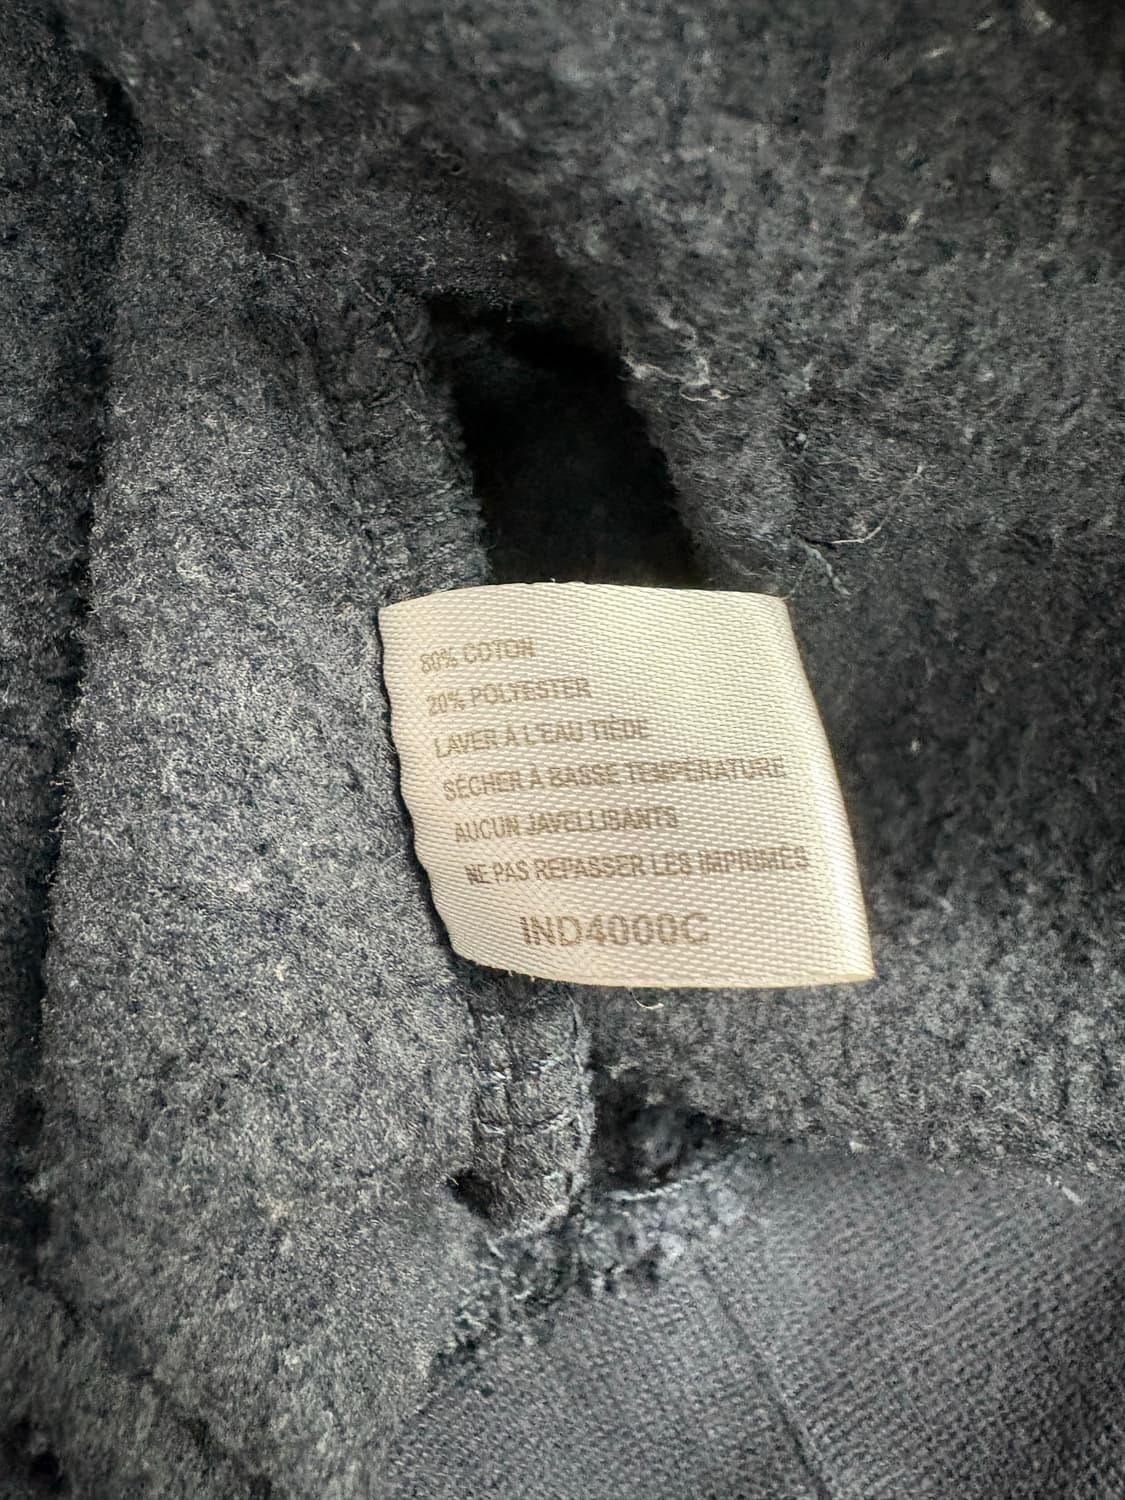 80% COTON
20% POLYESTER
LAVER À L'EAU TIÈDE
SÉCHER À BASSE TEMPÉRATURE
AUCUN JAVELLISANTS
NE PAS REPASSER LES IMPRIMÉS
IND4000C